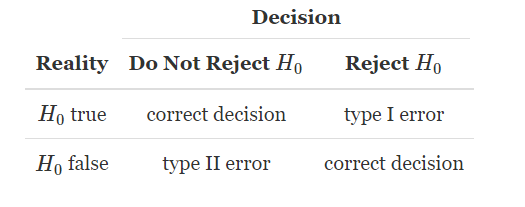 Decision
Reality Do Not Reject H₀ Reject H₀
H₀ true correct decision type I error
H₀ false type II error correct decision